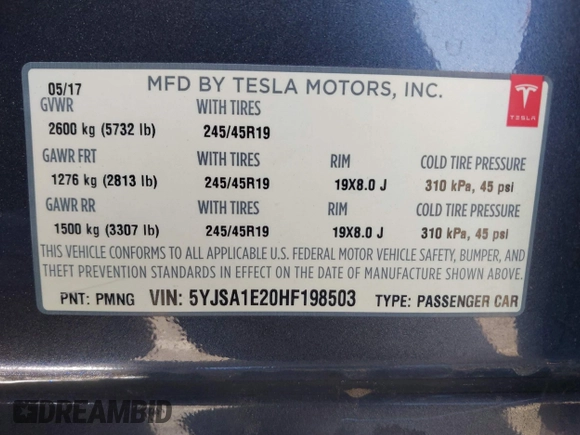 05/17 MFD BY TESLA MOTORS, INC.
TESLA
GVWR WITH TIRES
2600 kg (5732 lb) 245/45R19
GAWR FRT WITH TIRES RIM COLD TIRE PRESSURE
1276 kg (2813 lb) 245/45R19 19X8.0 J 310 kPa, 45 psi
GAWR RR WITH TIRES RIM COLD TIRE PRESSURE
1500 kg (3307 lb) 245/45R19 19X8.0 J 310 kPa, 45 psi
THIS VEHICLE CONFORMS TO ALL APPLICABLE U.S. FEDERAL MOTOR VEHICLE SAFETY, BUMPER, AND
THEFT PREVENTION STANDARDS IN EFFECT ON THE DATE OF MANUFACTURE SHOWN ABOVE.
PNT: PMNG VIN: 5YJSA1E20HF198503 TYPE: PASSENGER CAR
DREAMBID